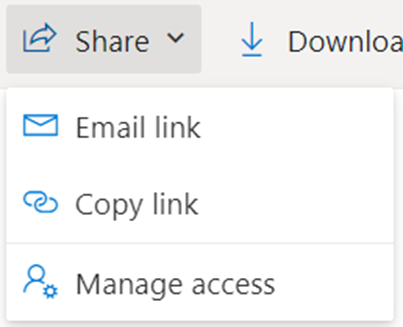 Share Downloa
Email link
Copy link
Manage access